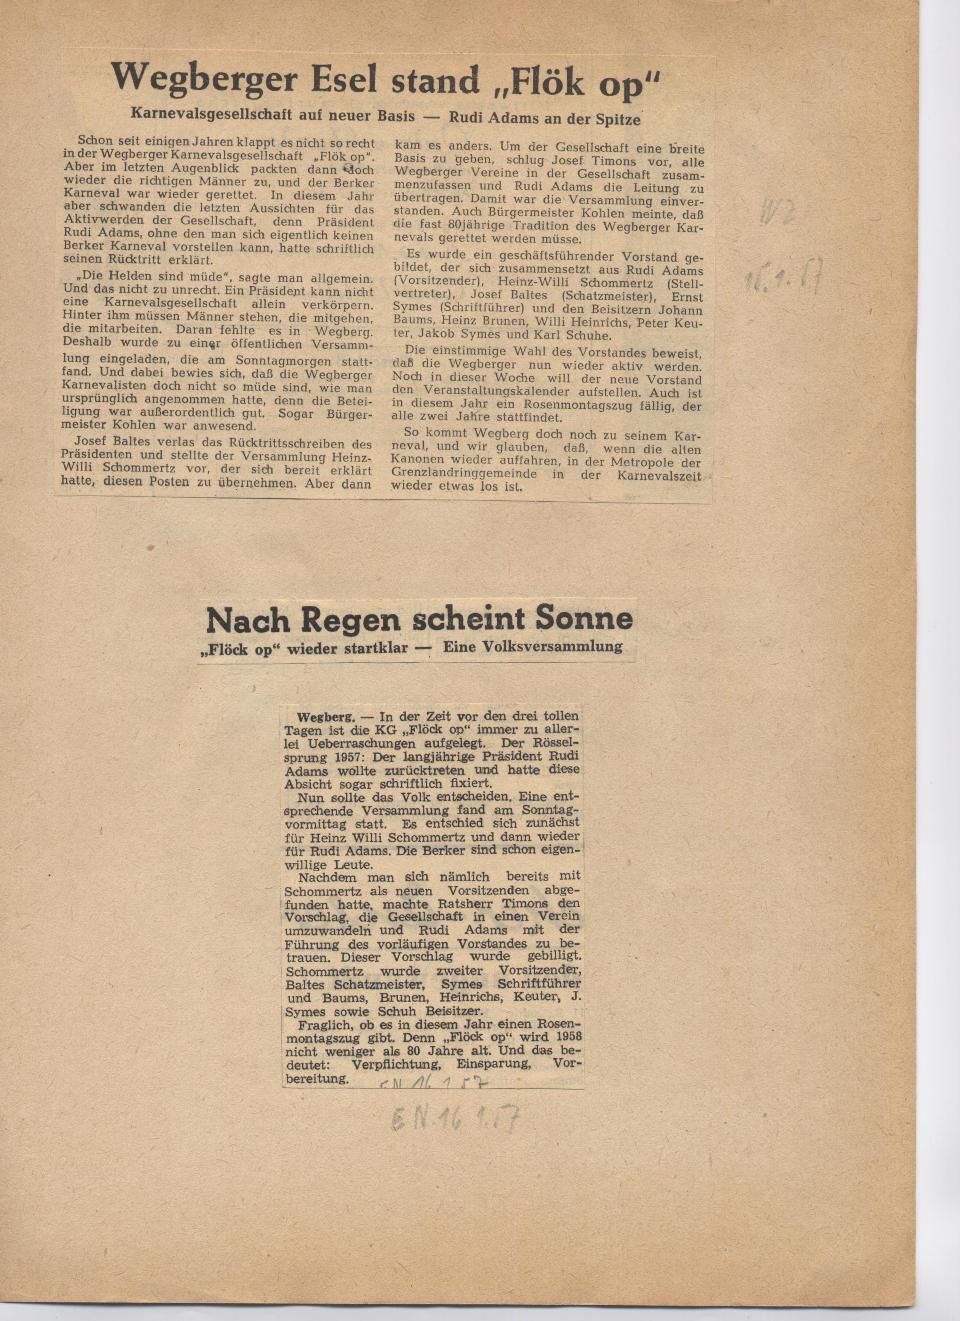 Wegberger Esel stand „Flök op“
Karnevalsgesellschaft auf neuer Basis — Rudi Adams an der Spitze
Schon seit einigen Jahren klappt es nicht so recht
in der Wegberger Karnevalsgesellschaft „Flök op“.
Aber im letzten Augenblick packten dann doch
wieder die richtigen Männer zu, und der Berker
Karneval war wieder gerettet. In diesem Jahr
aber schwanden die letzten Aussichten für das
Aktivwerden der Gesellschaft, denn Präsident
Rudi Adams, ohne den man sich eigentlich keinen
Berker Karneval vorstellen kann, hatte schriftlich
seinen Rücktritt erklärt.
„Die Helden sind müde“, sagte man allgemein.
Und das nicht zu unrecht. Ein Präsident kann nicht
eine Karnevalsgesellschaft allein verkörpern.
Hinter ihm müssen Männer stehen, die mitgehen,
die mitarbeiten. Daran fehlte es in Wegberg.
Deshalb wurde zu einer öffentlichen Versamm-
lung eingeladen, die am Sonntagmorgen statt-
fand. Und dabei bewies sich, daß die Wegberger
Karnevalisten doch nicht so müde sind, wie man
ursprünglich angenommen hatte, denn die Betei-
ligung war außerordentlich gut. Sogar Bürger-
meister Kohlen war anwesend.
Josef Baltes verlas das Rücktrittsschreiben des
Präsidenten und stellte der Versammlung Heinz-
Willi Schommertz vor, der sich bereit erklärt
hatte, diesen Posten zu übernehmen. Aber dann
kam es anders. Um der Gesellschaft eine breite
Basis zu geben, schlug Josef Timons vor, alle
Wegberger Vereine in der Gesellschaft zusam-
menzufassen und Rudi Adams die Leitung zu
übertragen. Damit war die Versammlung einver-
standen. Auch Bürgermeister Kohlen meinte, daß
die fast 80jährige Tradition des Wegberger Kar-
nevals gerettet werden müsse.
Es wurde ein geschäftsführender Vorstand ge-
bildet, der sich zusammensetzt aus Rudi Adams
(Vorsitzender), Heinz-Willi Schommertz (Stell-
vertreter), Josef Baltes (Schatzmeister), Ernst
Symes (Schriftführer) und den Beisitzern Johann
Baums, Heinz Brunen, Willi Heinrichs, Peter Keu-
ter, Jakob Symes und Karl Schuhe.
Die einstimmige Wahl des Vorstandes beweist,
daß die Wegberger nun wieder aktiv werden.
Noch in dieser Woche will der neue Vorstand
den Veranstaltungskalender aufstellen. Auch ist
in diesem Jahr ein Rosenmontagszug fällig, der
alle zwei Jahre stattfindet.
So kommt Wegberg doch noch zu seinem Kar-
neval, und wir glauben, daß, wenn die alten
Kanonen wieder auffahren, in der Metropole der
Grenzlandringgemeinde in der Karnevalszeit
wieder etwas los ist.
WZ
15.1.57
Nach Regen scheint Sonne
„Flöck op“ wieder startklar — Eine Volksversammlung
Wegberg. — In der Zeit vor den drei tollen
Tagen ist die KG „Flöck op“ immer zu aller-
lei Ueberraschungen aufgelegt. Der Rössel-
sprung 1957: Der langjährige Präsident Rudi
Adams wollte zurücktreten und hatte diese
Absicht sogar schriftlich fixiert.
Nun sollte das Volk entscheiden. Eine ent-
sprechende Versammlung fand am Sonntag-
vormittag statt. Es entschied sich zunächst
für Heinz Willi Schommertz und dann wieder
für Rudi Adams. Die Berker sind schon eigen-
willige Leute.
Nachdem man sich nämlich bereits mit
Schommertz als neuen Vorsitzenden abge-
funden hatte, machte Ratsherr Timons den
Vorschlag, die Gesellschaft in einen Verein
umzuwandeln und Rudi Adams mit der
Führung des vorläufigen Vorstandes zu be-
trauen. Dieser Vorschlag wurde gebilligt.
Schommertz wurde zweiter Vorsitzender,
Baltes Schatzmeister, Symes Schriftführer
und Baums, Brunen, Heinrichs, Keuter, J.
Symes sowie Schuh Beisitzer.
Fraglich, ob es in diesem Jahr einen Rosen-
montagszug gibt. Denn „Flöck op“ wird 1958
nicht weniger als 80 Jahre alt. Und das be-
deutet: Verpflichtung, Einsparung, Vor-
bereitung.
EN 16 1 57
EN.16.1.57